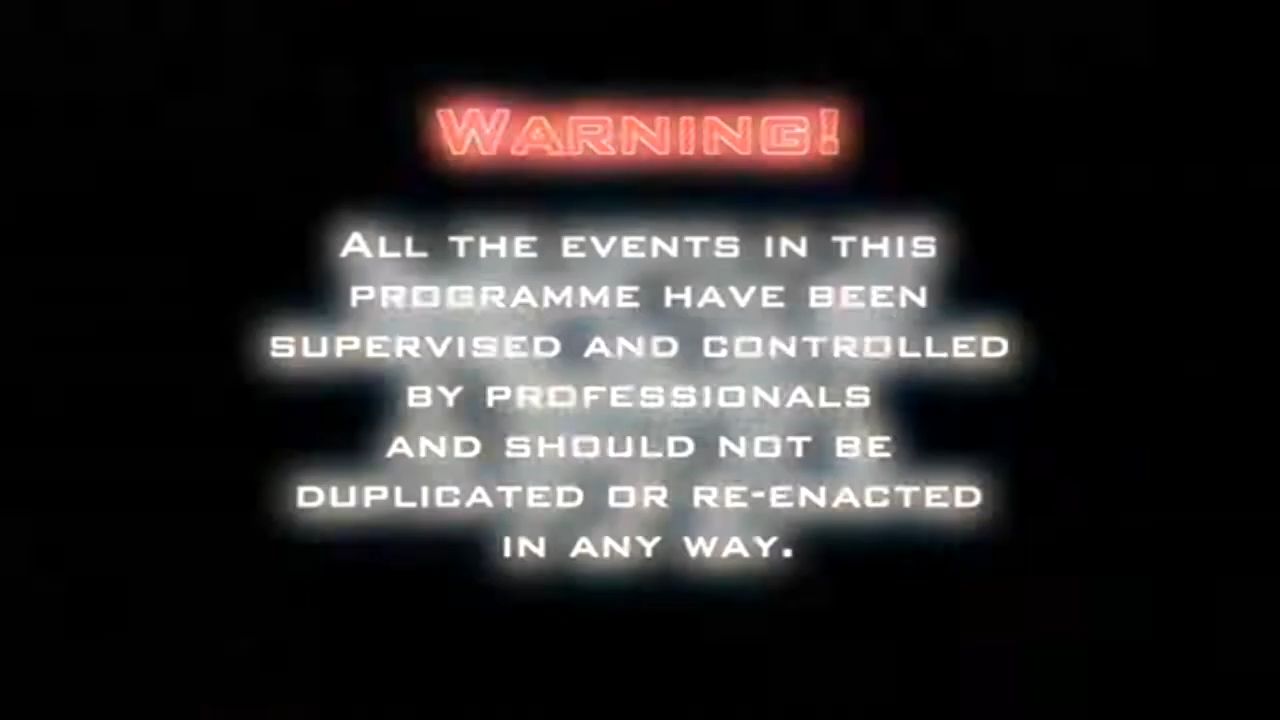 Warning!
All the events in this
programme have been
supervised and controlled
by professionals
and should not be
duplicated or re-enacted
in any way.